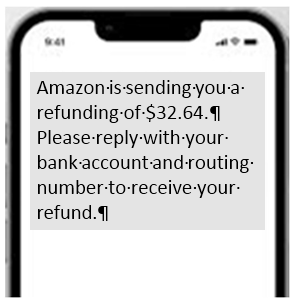 9:41
Amazon is sending you a
refunding of $32.64.¶
Please reply with your
bank account and routing
number to receive your
refund.¶